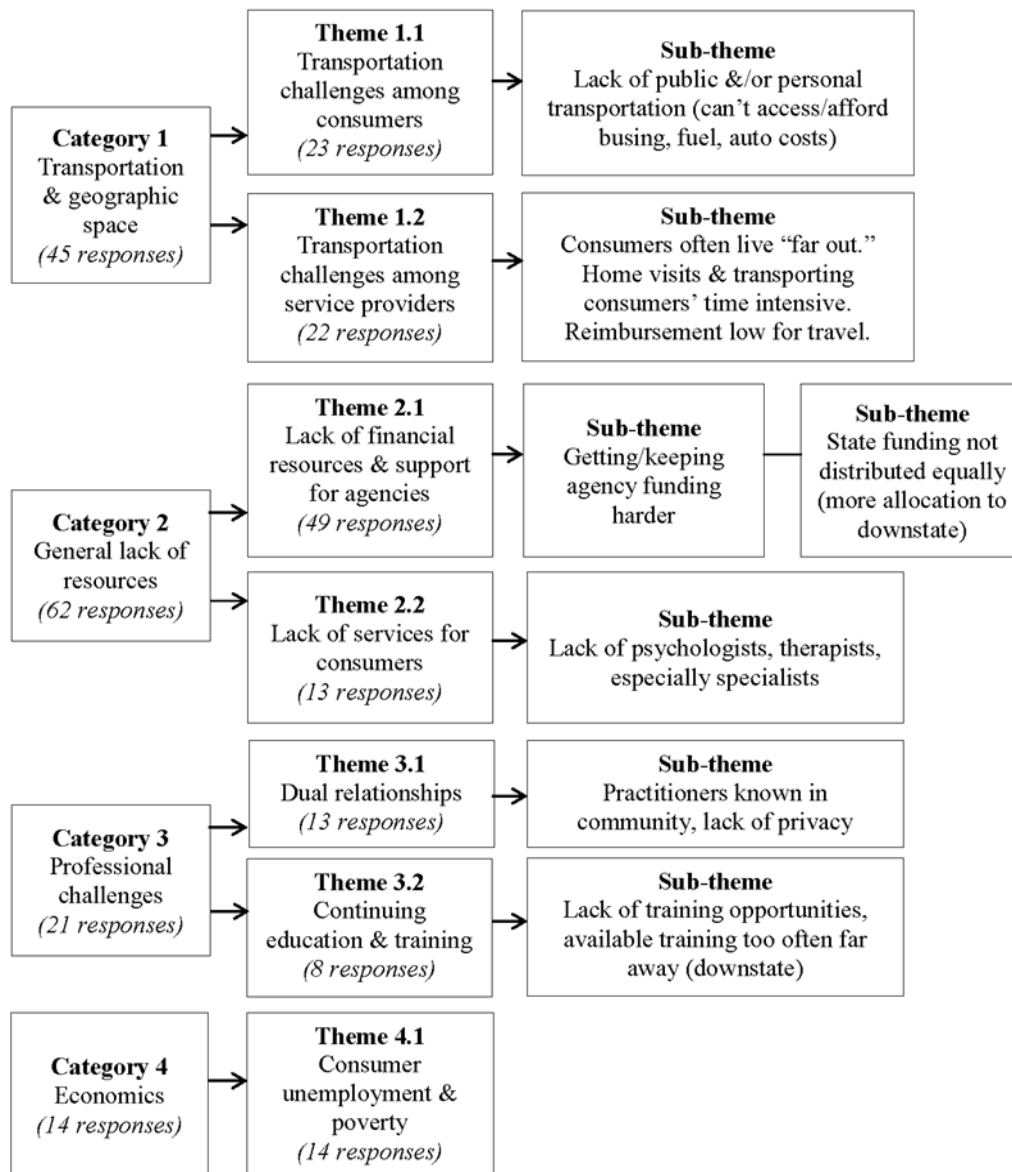 Category 1
Transportation
& geographic
space
(45 responses)
Theme 1.1
Transportation
challenges among
consumers
(23 responses)
Sub-theme
Lack of public &/or personal
transportation (can’t access/afford
busing, fuel, auto costs)
Theme 1.2
Transportation
challenges among
service providers
(22 responses)
Sub-theme
Consumers often live “far out.”
Home visits & transporting
consumers’ time intensive.
Reimbursement low for travel.
Category 2
General lack of
resources
(62 responses)
Theme 2.1
Lack of financial
resources & support
for agencies
(49 responses)
Sub-theme
Getting/keeping
agency funding
harder
Sub-theme
State funding not
distributed equally
(more allocation to
downstate)
Theme 2.2
Lack of services for
consumers
(13 responses)
Sub-theme
Lack of psychologists, therapists,
especially specialists
Category 3
Professional
challenges
(21 responses)
Theme 3.1
Dual relationships
(13 responses)
Sub-theme
Practitioners known in
community, lack of privacy
Theme 3.2
Continuing
education & training
(8 responses)
Sub-theme
Lack of training opportunities,
available training too often far
away (downstate)
Category 4
Economics
(14 responses)
Theme 4.1
Consumer
unemployment &
poverty
(14 responses)